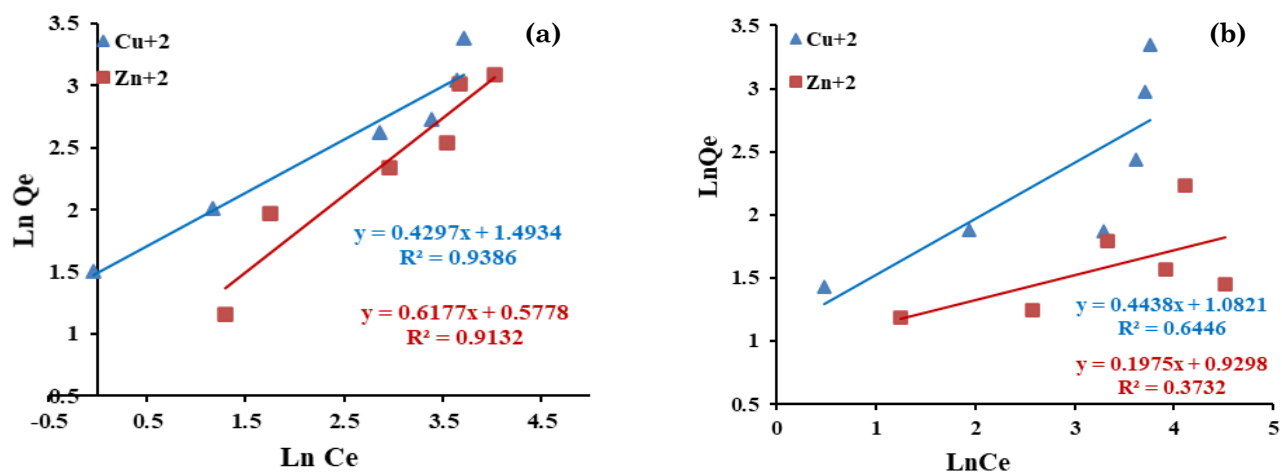 (a)
Cu+2
Zn+2
3.5
3
2.5
2
1.5
1
0.5
Ln Qe
y = 0.4297x + 1.4934
R² = 0.9386
y = 0.6177x + 0.5778
R² = 0.9132
-0.5 0.5 1.5 2.5 3.5 4.5
Ln Ce
(b)
Cu+2
Zn+2
3.5
3
2.5
2
1.5
1
0.5
LnQe
y = 0.4438x + 1.0821
R² = 0.6446
y = 0.1975x + 0.9298
R² = 0.3732
0 1 2 3 4 5
LnCe